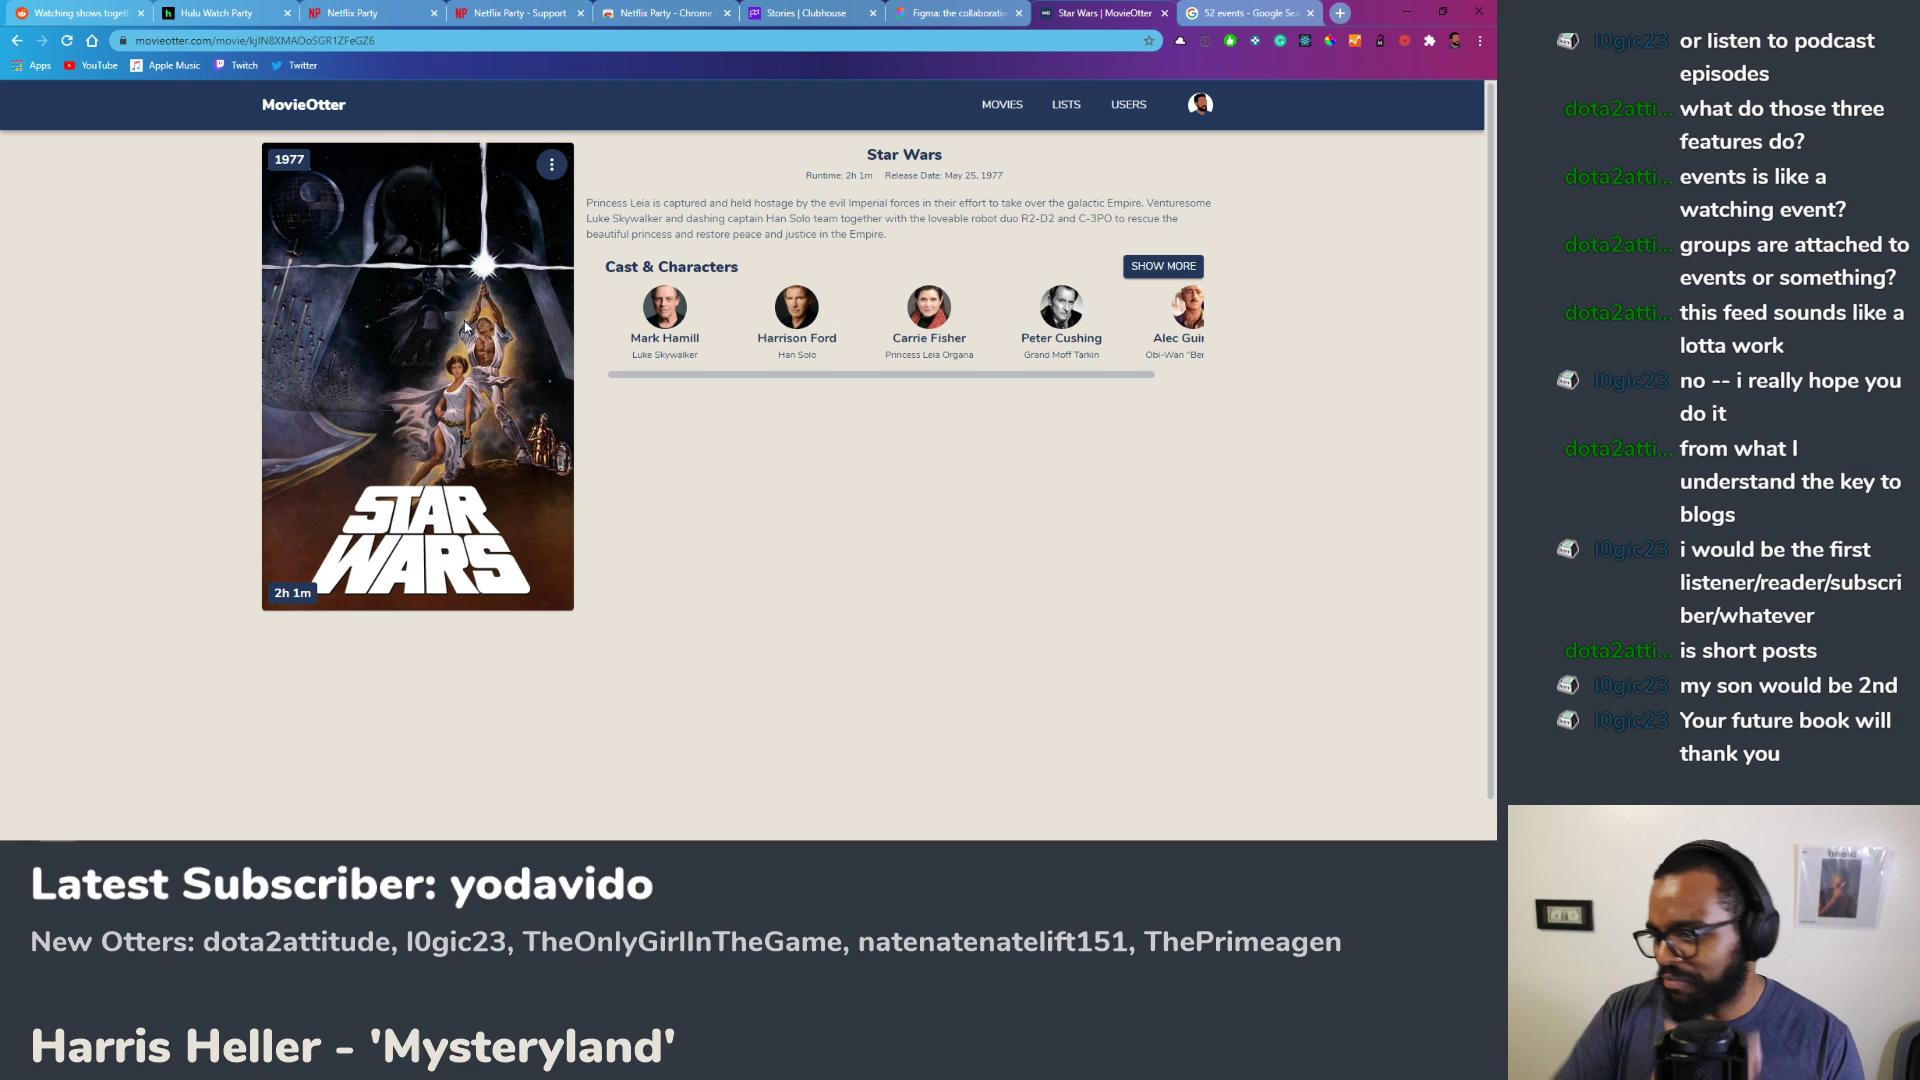 Watching shows togeth
Hulu Watch Party
Netflix Party
Netflix Party - Support
Netflix Party - Chrome
Stories | Clubhouse
Figma: the collaborativ
Star Wars | MovieOtter
52 events - Google Sea
movieotter.com/movie/kjlN8XMAOoSGR1ZFeGZ6
Apps
YouTube
Apple Music
Twitch
Twitter
MovieOtter
MOVIES
LISTS
USERS
1977
STAR
WARS
2h 1m
Star Wars
Runtime: 2h 1m Release Date: May 25, 1977
Princess Leia is captured and held hostage by the evil Imperial forces in their effort to take over the galactic Empire. Venturesome
Luke Skywalker and dashing captain Han Solo team together with the loveable robot duo R2-D2 and C-3PO to rescue the
beautiful princess and restore peace and justice in the Empire.
Cast & Characters
SHOW MORE
Mark Hamill
Luke Skywalker
Harrison Ford
Han Solo
Carrie Fisher
Princess Leia Organa
Peter Cushing
Grand Moff Tarkin
Alec Guin
Obi-Wan "Ben
l0gic23 or listen to podcast
episodes
dota2atti... what do those three
features do?
dota2atti... events is like a
watching event?
dota2atti... groups are attached to
events or something?
dota2atti... this feed sounds like a
lotta work
l0gic23 no -- i really hope you
do it
dota2atti... from what I
understand the key to
blogs
l0gic23 i would be the first
listener/reader/subscri
ber/whatever
dota2atti... is short posts
l0gic23 my son would be 2nd
l0gic23 Your future book will
thank you
Latest Subscriber: yodavido
New Otters: dota2attitude, l0gic23, TheOnlyGirlInTheGame, natenatenatelift151, ThePrimeagen
Harris Heller - 'Mysteryland'